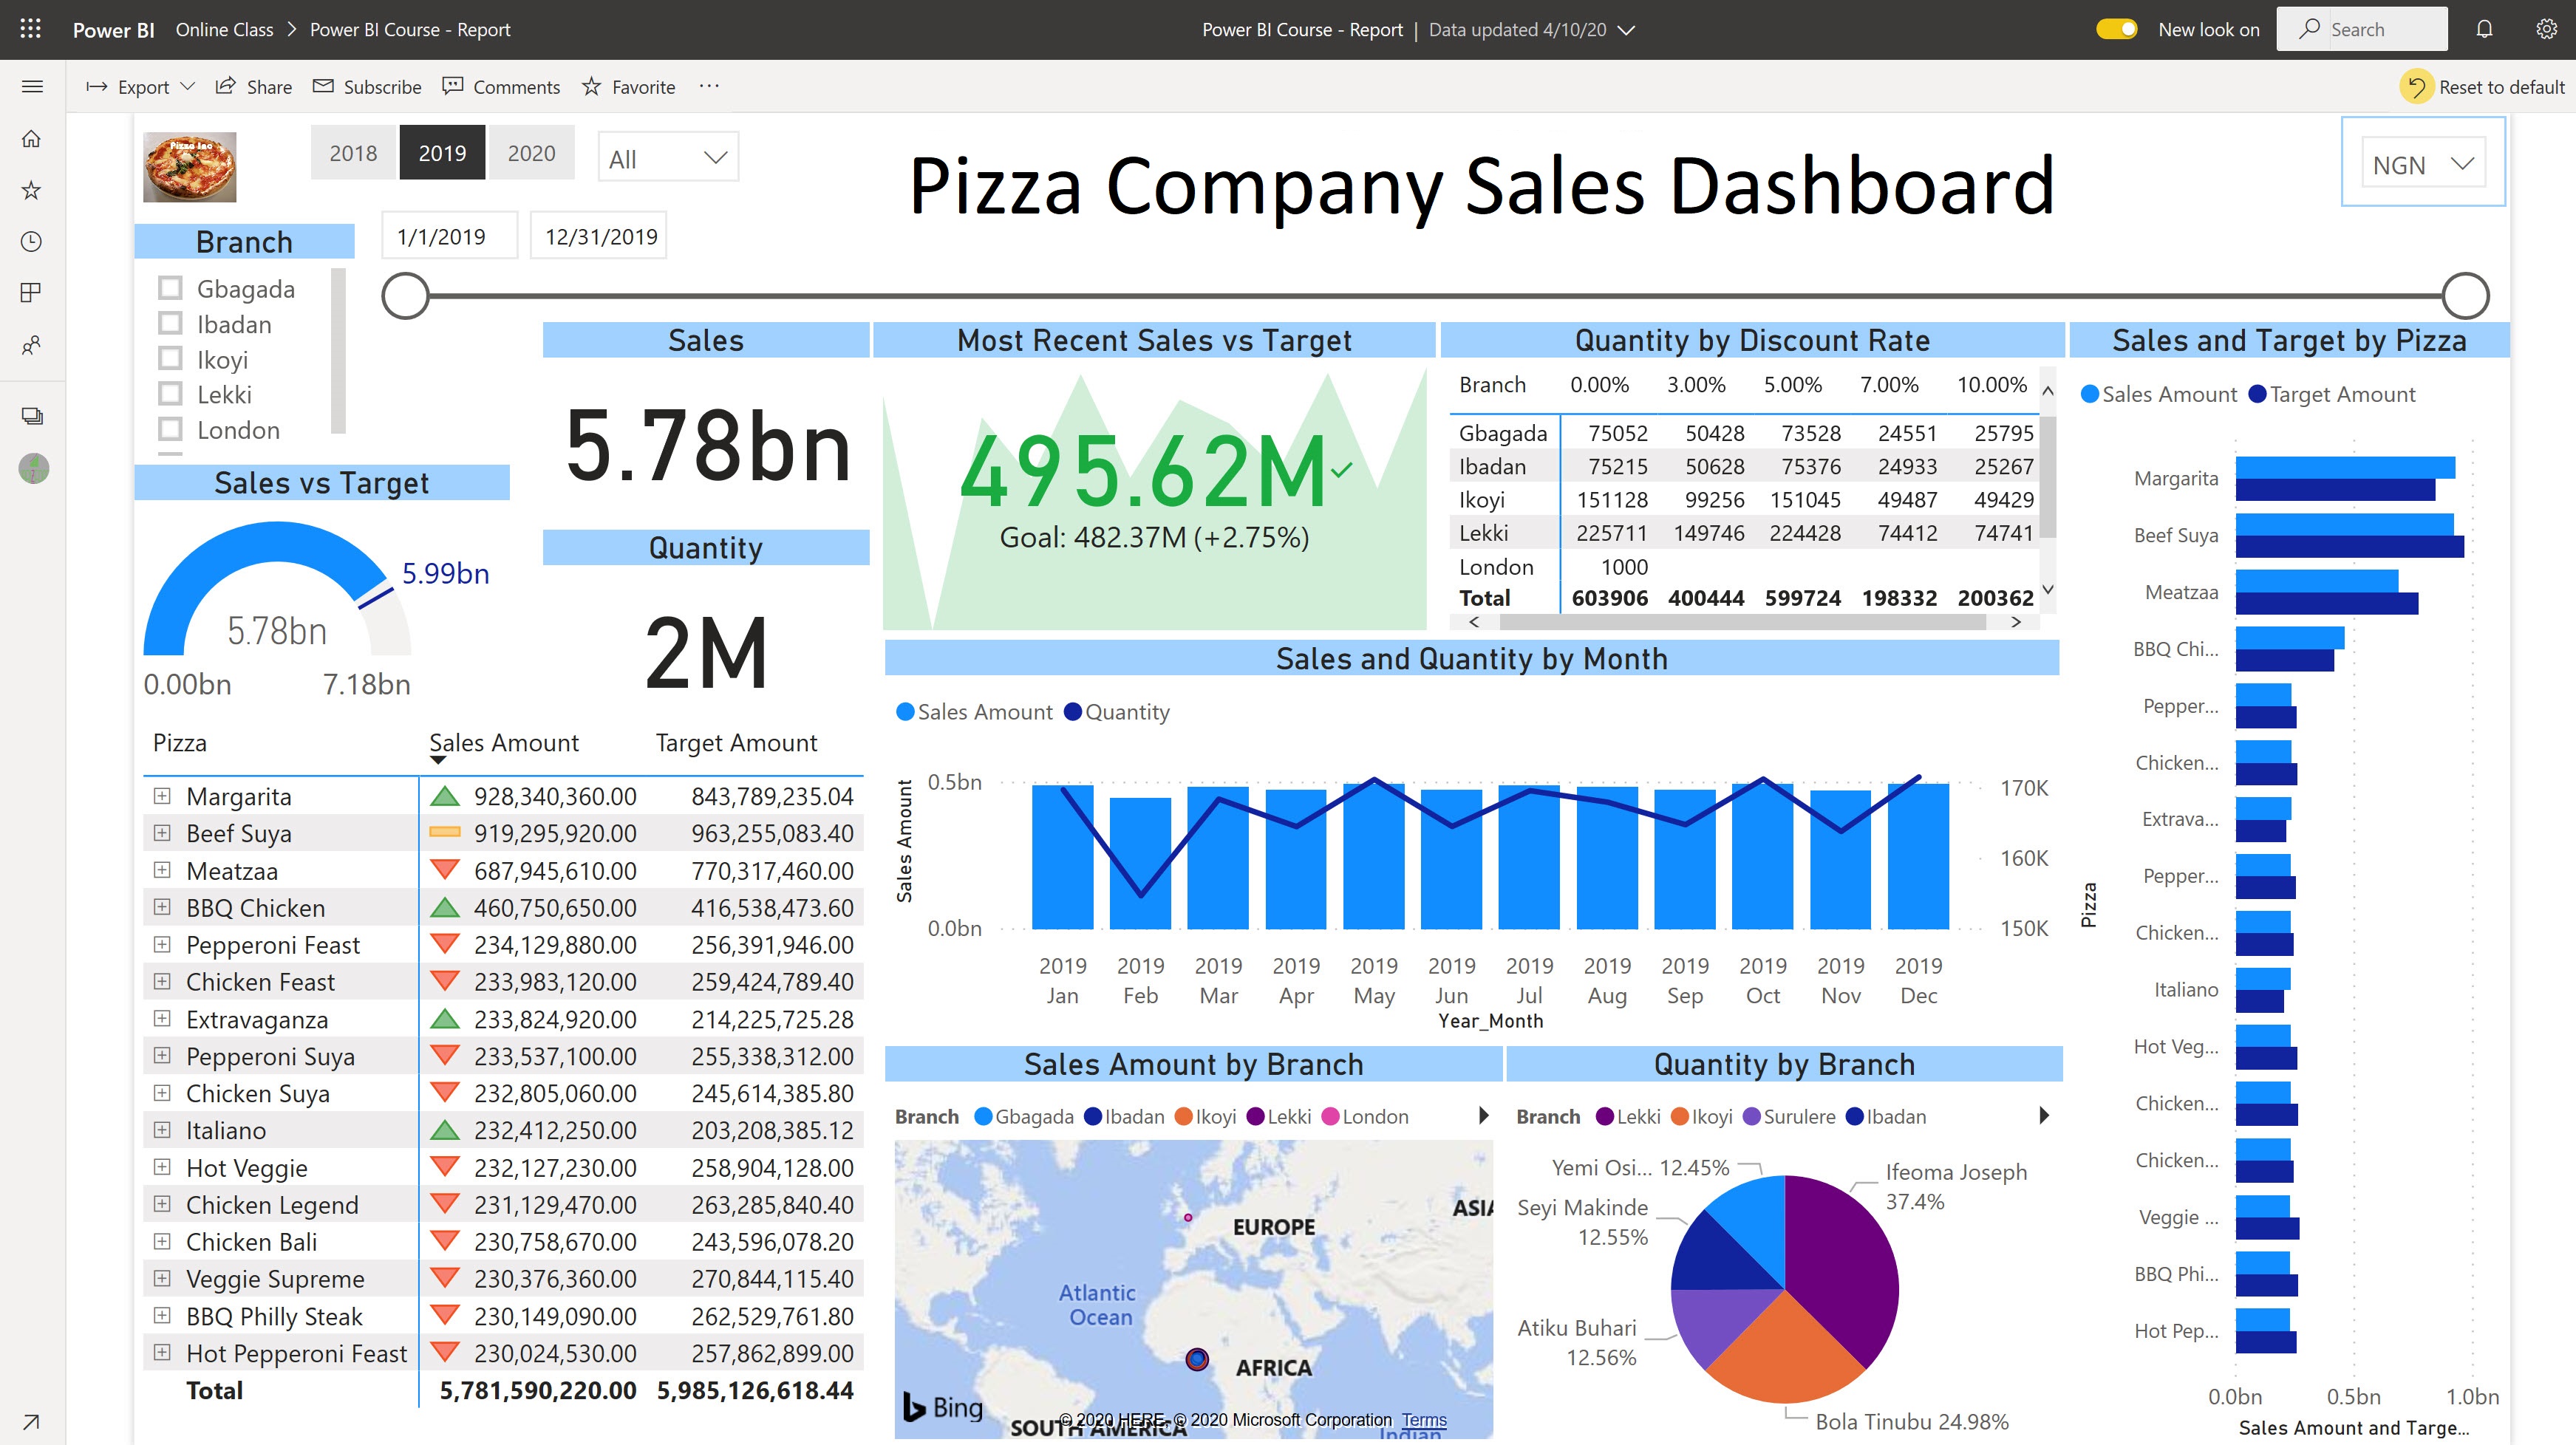 Power BI Online Class > Power BI Course - Report
Power BI Course - Report | Data updated 4/10/20
New look on
Search
Export
Share
Subscribe
Comments
Favorite
...
Reset to default
Pizza Inc
2018 2019 2020
All
Pizza Company Sales Dashboard
NGN
Branch
1/1/2019 12/31/2019
Gbagada
Ibadan
Ikoyi
Lekki
London
Sales vs Target
5.99bn
5.78bn
0.00bn 7.18bn
Sales
5.78bn
Quantity
2M
Most Recent Sales vs Target
495.62M
Goal: 482.37M (+2.75%)
Quantity by Discount Rate
Branch 0.00% 3.00% 5.00% 7.00% 10.00%
Gbagada 75052 50428 73528 24551 25795
Ibadan 75215 50628 75376 24933 25267
Ikoyi 151128 99256 151045 49487 49429
Lekki 225711 149746 224428 74412 74741
London 1000
Total 603906 400444 599724 198332 200362
Pizza Sales Amount Target Amount
Margarita 928,340,360.00 843,789,235.04
Beef Suya 919,295,920.00 963,255,083.40
Meatzaa 687,945,610.00 770,317,460.00
BBQ Chicken 460,750,650.00 416,538,473.60
Pepperoni Feast 234,129,880.00 256,391,946.00
Chicken Feast 233,983,120.00 259,424,789.40
Extravaganza 233,824,920.00 214,225,725.28
Pepperoni Suya 233,537,100.00 255,338,312.00
Chicken Suya 232,805,060.00 245,614,385.80
Italiano 232,412,250.00 203,208,385.12
Hot Veggie 232,127,230.00 258,904,128.00
Chicken Legend 231,129,470.00 263,285,840.40
Chicken Bali 230,758,670.00 243,596,078.20
Veggie Supreme 230,376,360.00 270,844,115.40
BBQ Philly Steak 230,149,090.00 262,529,761.80
Hot Pepperoni Feast 230,024,530.00 257,862,899.00
Total 5,781,590,220.00 5,985,126,618.44
Sales and Quantity by Month
Sales Amount Quantity
Sales Amount
0.5bn
0.0bn
170K
160K
150K
2019 2019 2019 2019 2019 2019 2019 2019 2019 2019 2019 2019
Jan Feb Mar Apr May Jun Jul Aug Sep Oct Nov Dec
Year_Month
Sales Amount by Branch
Branch Gbagada Ibadan Ikoyi Lekki London
EUROPE
ASIA
Atlantic
Ocean
AFRICA
Bing
SOUTH AMERICA
© 2020 HERE, © 2020 Microsoft Corporation Terms
Indian
Quantity by Branch
Branch Lekki Ikoyi Surulere Ibadan
Yemi Osi... 12.45%
Ifeoma Joseph
37.4%
Seyi Makinde
12.55%
Atiku Buhari
12.56%
Bola Tinubu 24.98%
Sales and Target by Pizza
Sales Amount Target Amount
Pizza
Margarita
Beef Suya
Meatzaa
BBQ Chi...
Pepper...
Chicken...
Extrava...
Pepper...
Chicken...
Italiano
Hot Veg...
Chicken...
Chicken...
Veggie ...
BBQ Phi...
Hot Pep...
0.0bn 0.5bn 1.0bn
Sales Amount and Targe...